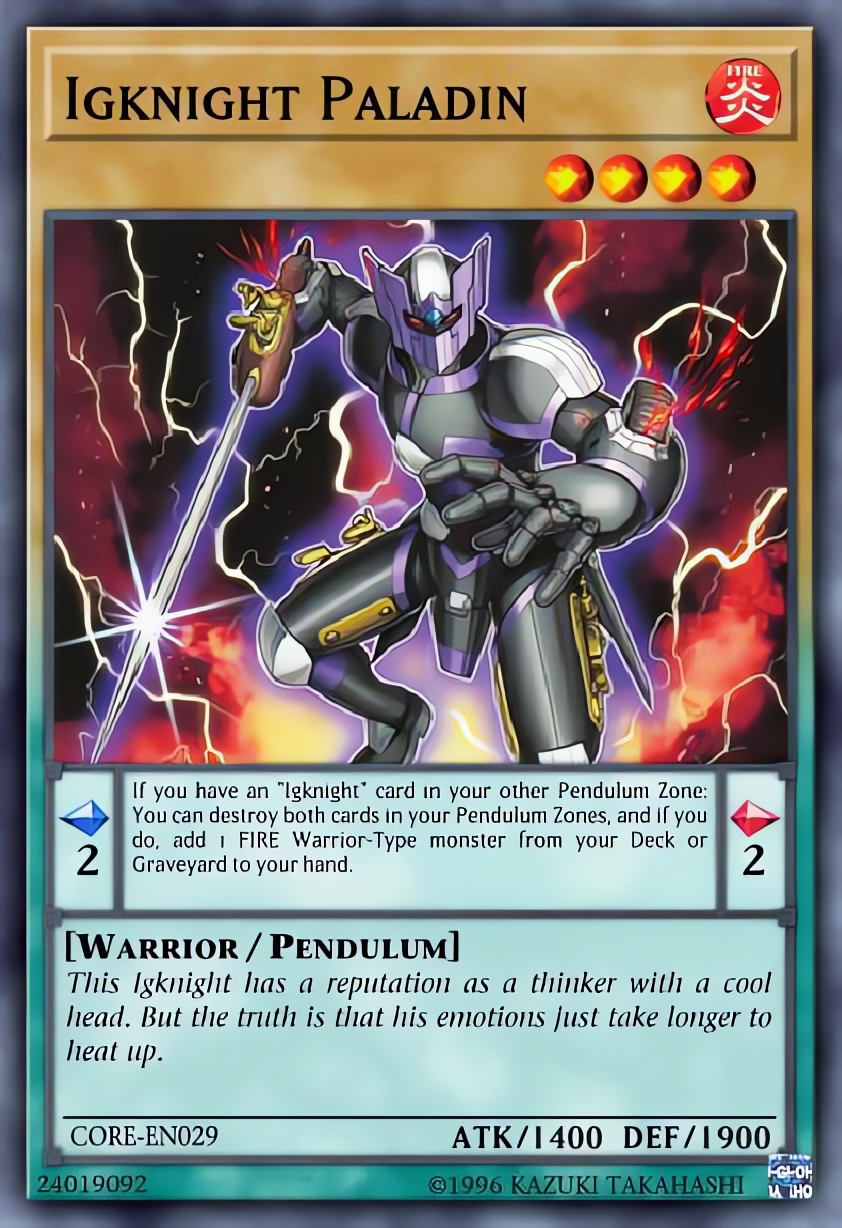 IGKNIGHT PALADIN
FIRE
炎
If you have an "Igknight" card in your other Pendulum Zone:
You can destroy both cards in your Pendulum Zones, and if you
do, add 1 FIRE Warrior-Type monster from your Deck or
Graveyard to your hand.
2
2
[WARRIOR / PENDULUM]
This Igknight has a reputation as a thinker with a cool
head. But the truth is that his emotions just take longer to
heat up.
CORE-EN029
ATK/1400 DEF/1900
24019092
©1996 KAZUKI TAKAHASHI